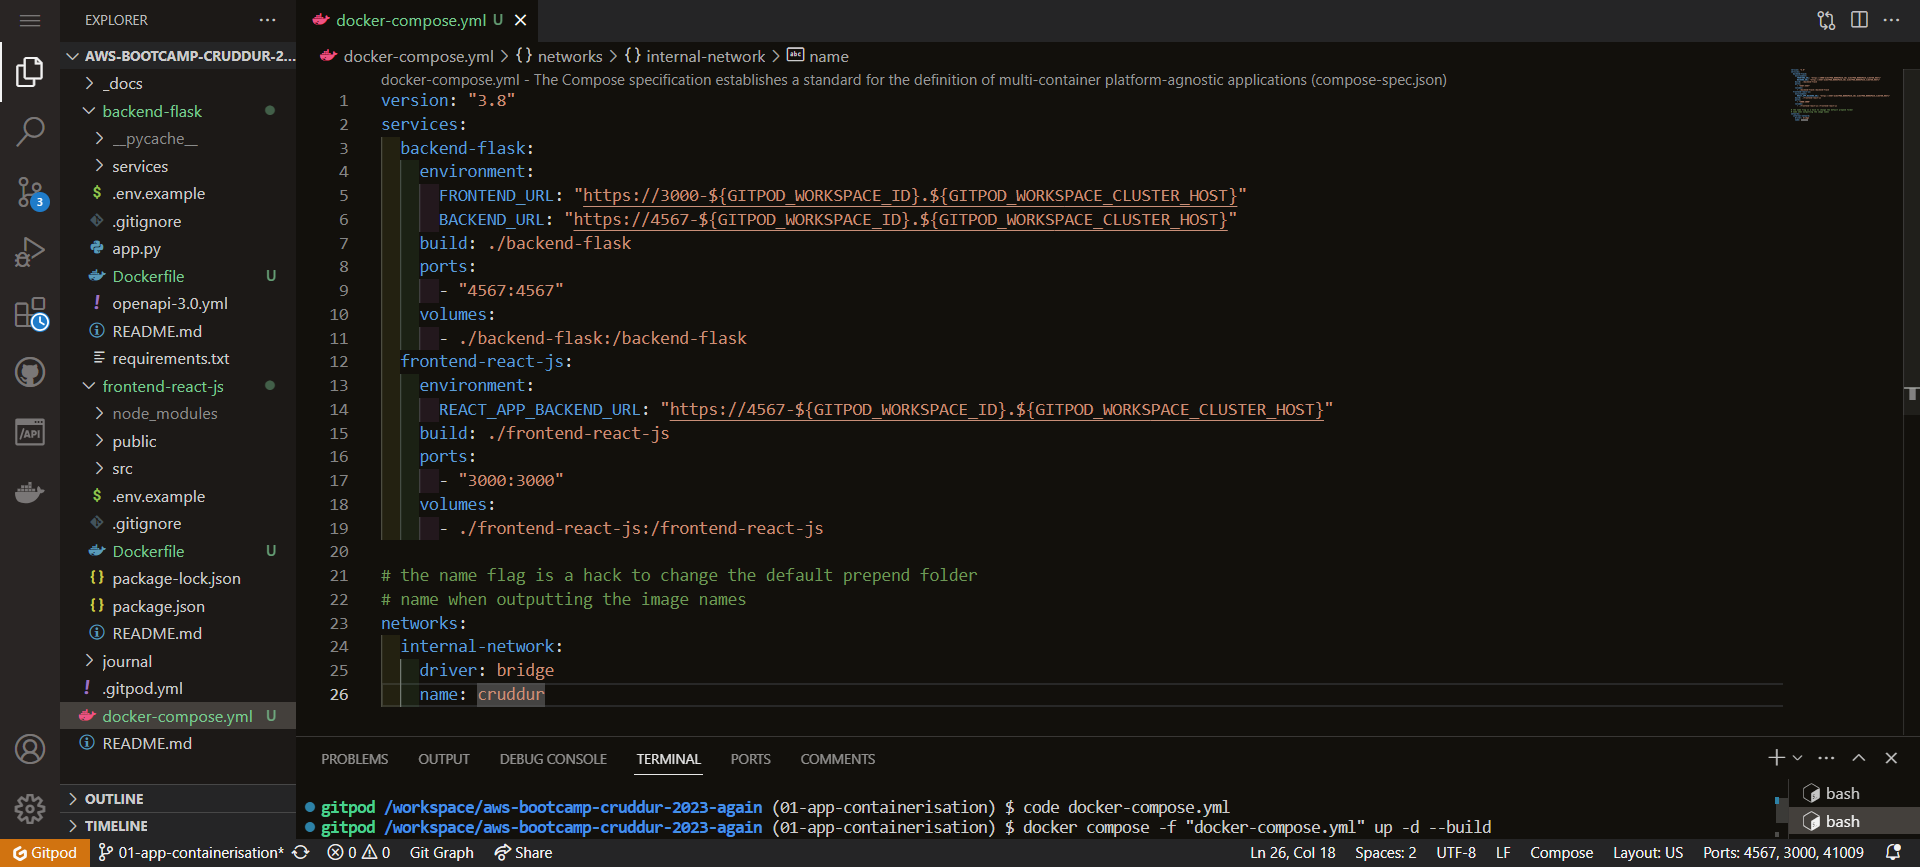 EXPLORER
AWS-BOOTCAMP-CRUDDUR-2...
_docs
backend-flask
__pycache__
services
.env.example
.gitignore
app.py
Dockerfile U
openapi-3.0.yml
README.md
requirements.txt
frontend-react-js
node_modules
public
src
.env.example
.gitignore
Dockerfile U
package-lock.json
package.json
README.md
journal
.gitpod.yml
docker-compose.yml U
README.md
OUTLINE
TIMELINE
3
/API
docker-compose.yml U
docker-compose.yml > {} networks > {} internal-network > abc name
docker-compose.yml - The Compose specification establishes a standard for the definition of multi-container platform-agnostic applications (compose-spec.json)
1 version: "3.8"
2 services:
3 backend-flask:
4 environment:
5 FRONTEND_URL: "https://3000-${GITPOD_WORKSPACE_ID}.${GITPOD_WORKSPACE_CLUSTER_HOST}"
6 BACKEND_URL: "https://4567-${GITPOD_WORKSPACE_ID}.${GITPOD_WORKSPACE_CLUSTER_HOST}"
7 build: ./backend-flask
8 ports:
9 - "4567:4567"
10 volumes:
11 - ./backend-flask:/backend-flask
12 frontend-react-js:
13 environment:
14 REACT_APP_BACKEND_URL: "https://4567-${GITPOD_WORKSPACE_ID}.${GITPOD_WORKSPACE_CLUSTER_HOST}"
15 build: ./frontend-react-js
16 ports:
17 - "3000:3000"
18 volumes:
19 - ./frontend-react-js:/frontend-react-js
20
21 # the name flag is a hack to change the default prepend folder
22 # name when outputting the image names
23 networks:
24 internal-network:
25 driver: bridge
26 name: cruddur
PROBLEMS OUTPUT DEBUG CONSOLE TERMINAL PORTS COMMENTS
gitpod /workspace/aws-bootcamp-cruddur-2023-again (01-app-containerisation) $ code docker-compose.yml
gitpod /workspace/aws-bootcamp-cruddur-2023-again (01-app-containerisation) $ docker compose -f "docker-compose.yml" up -d --build
bash
bash
Gitpod 01-app-containerisation* 0 0 Git Graph Share Ln 26, Col 18 Spaces: 2 UTF-8 LF Compose Layout: US Ports: 4567, 3000, 41009